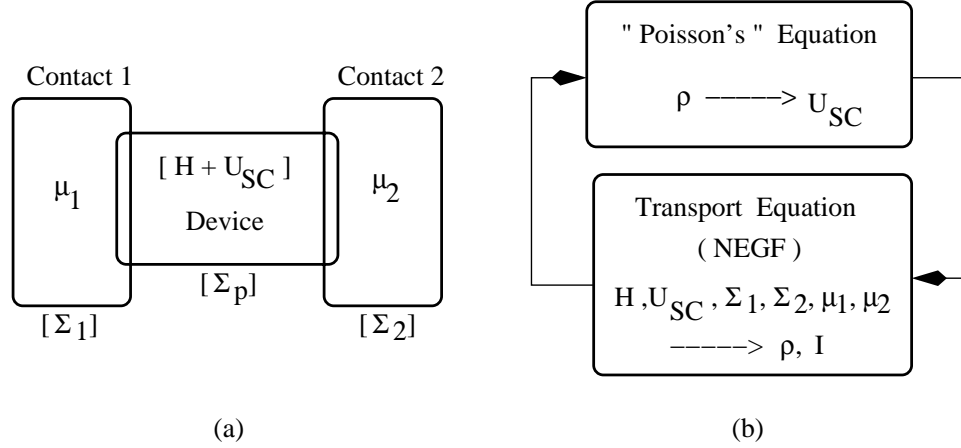 Contact 1
Contact 2
μ1
[ H + USC ]
μ2
Device
[ Σp ]
[ Σ1 ]
[ Σ2 ]
(a)
" Poisson's " Equation
ρ −−−−−> USC
Transport Equation
( NEGF )
H , USC , Σ1, Σ2, μ1, μ2
−−−−−> ρ, I
(b)